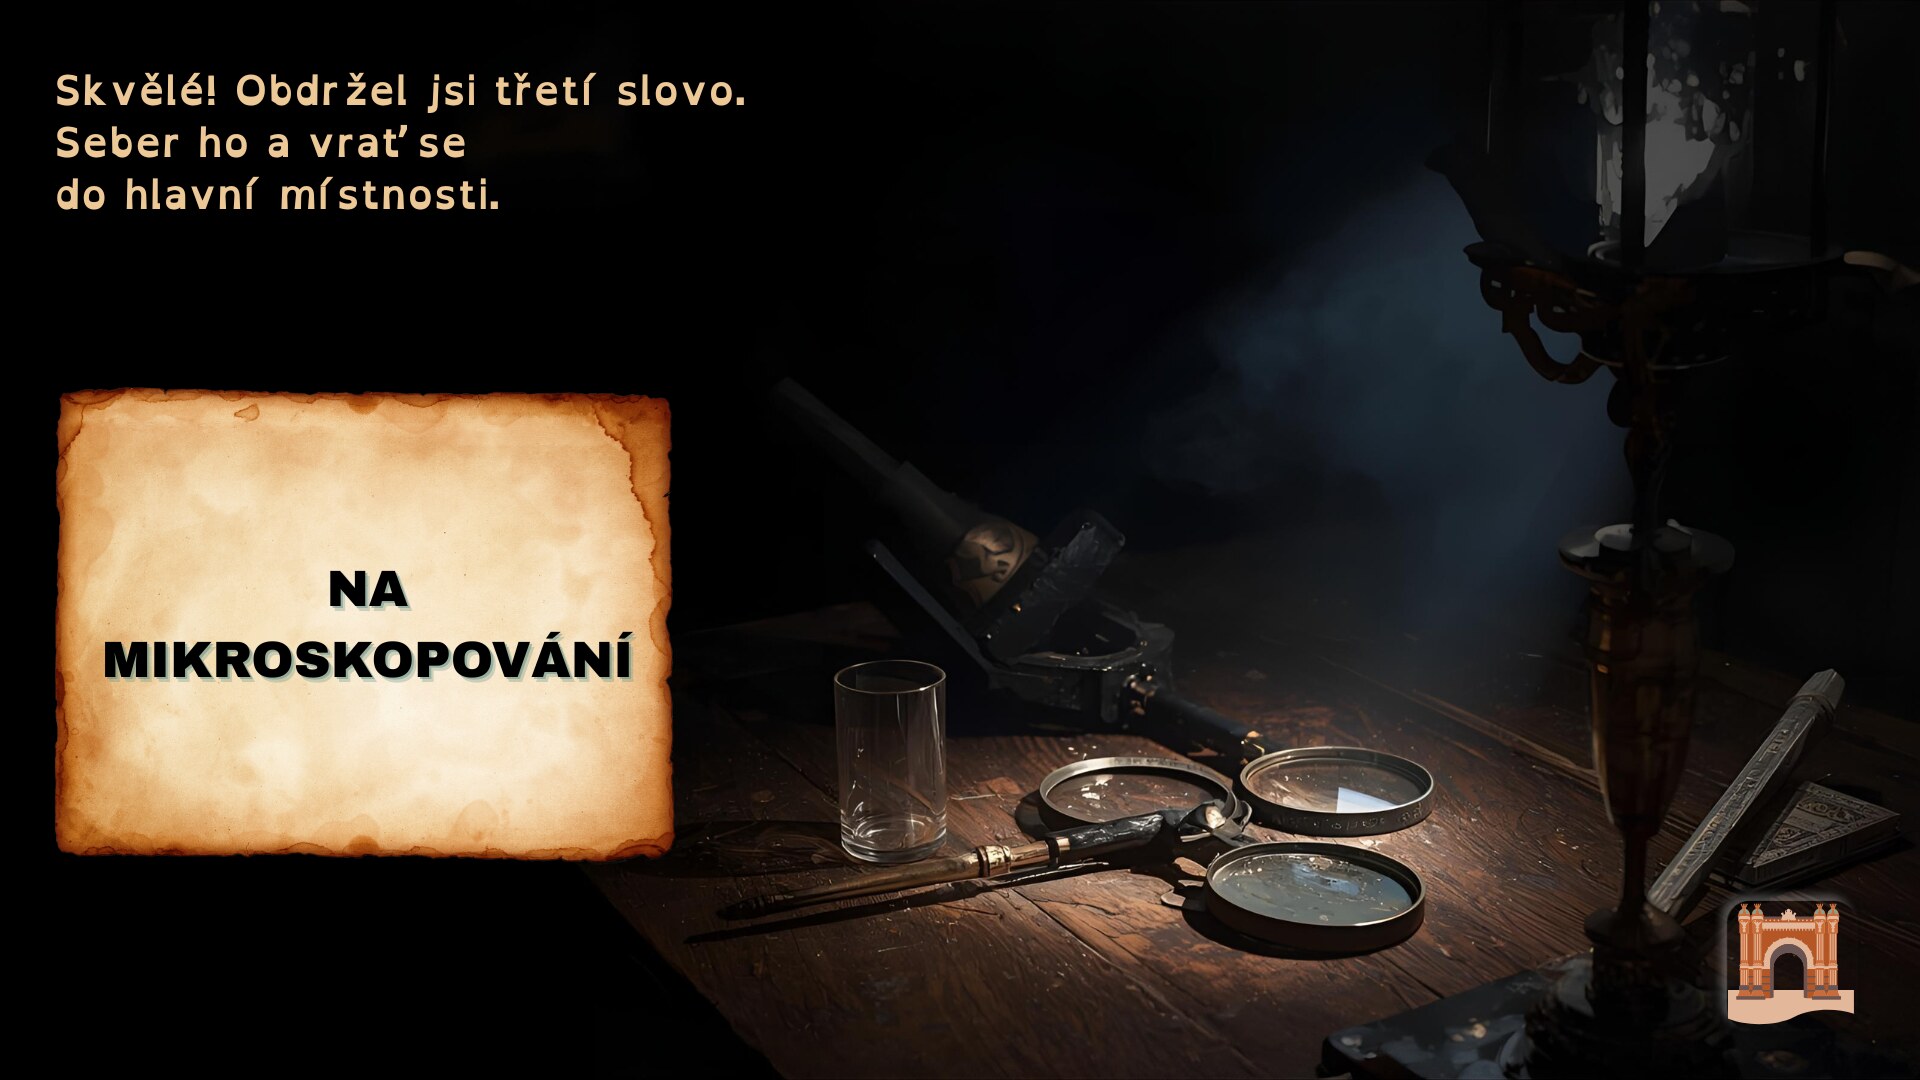 Skvělé! Obdržel jsi třetí slovo.
Seber ho a vrať se
do hlavní místnosti.
NA
MIKROSKOPOVÁNÍ